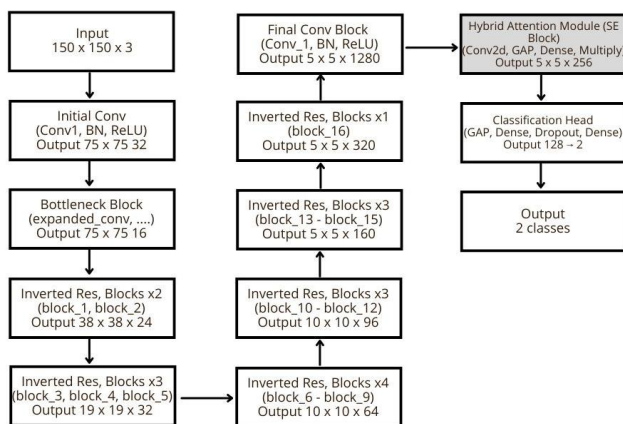 Input
150 x 150 x 3
Initial Conv
(Conv1, BN, ReLU)
Output 75 x 75 32
Bottleneck Block
(expanded_conv, ....)
Output 75 x 75 16
Inverted Res, Blocks x2
(block_1, block_2)
Output 38 x 38 x 24
Inverted Res, Blocks x3
(block_3, block_4, block_5)
Output 19 x 19 x 32
Inverted Res, Blocks x4
(block_6 - block_9)
Output 10 x 10 x 64
Inverted Res, Blocks x3
(block_10 - block_12)
Output 10 x 10 x 96
Inverted Res, Blocks x3
(block_13 - block_15)
Output 5 x 5 x 160
Inverted Res, Blocks x1
(block_16)
Output 5 x 5 x 320
Final Conv Block
(Conv_1, BN, ReLU)
Output 5 x 5 x 1280
Hybrid Attention Module (SE
Block)
(Conv2d, GAP, Dense, Multiply)
Output 5 x 5 x 256
Classification Head
(GAP, Dense, Dropout, Dense)
Output 128 → 2
Output
2 classes